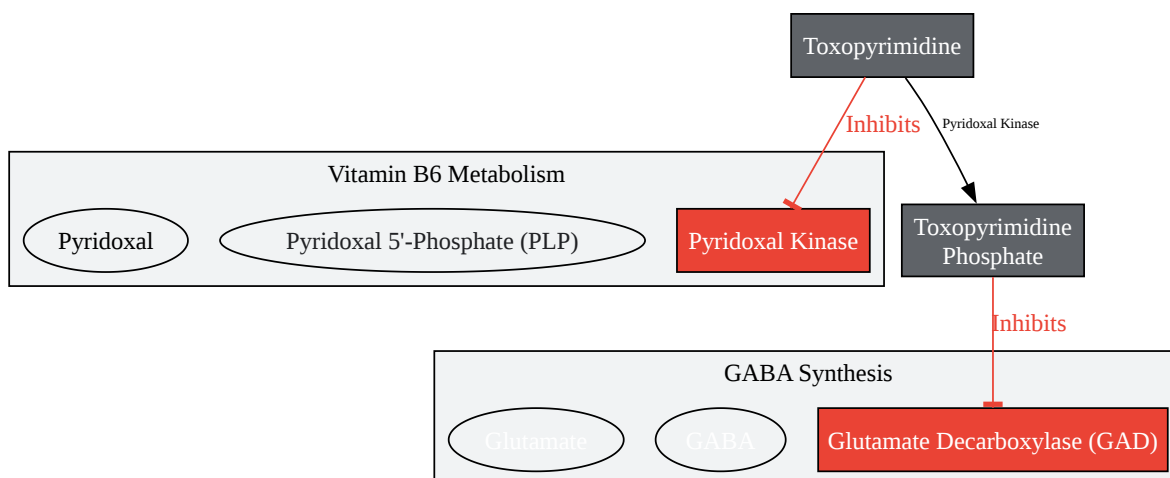 Toxopyrimidine
Inhibits
Pyridoxal Kinase
Vitamin B6 Metabolism
Pyridoxal
Pyridoxal 5'-Phosphate (PLP)
Pyridoxal Kinase
Toxopyrimidine
Phosphate
Inhibits
GABA Synthesis
Glutamate
GABA
Glutamate Decarboxylase (GAD)